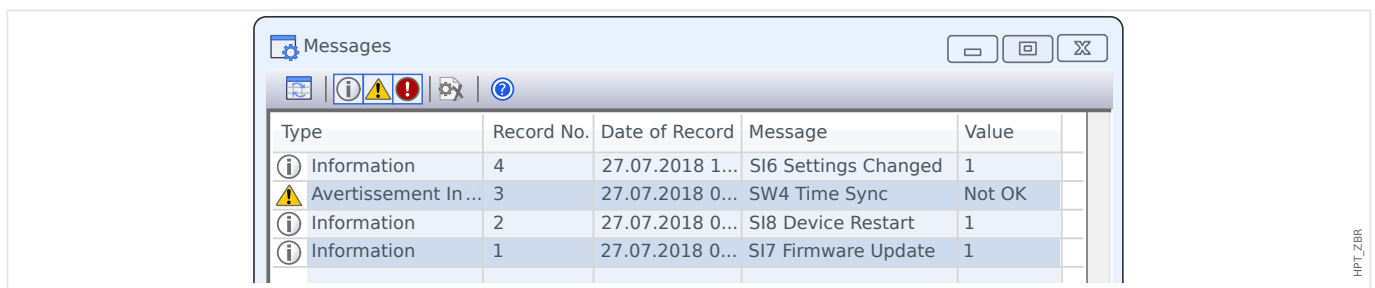 Messages
Type Record No. Date of Record Message Value
Information 4 27.07.2018 1... SI6 Settings Changed 1
Avertissement In... 3 27.07.2018 0... SW4 Time Sync Not OK
Information 2 27.07.2018 0... SI8 Device Restart 1
Information 1 27.07.2018 0... SI7 Firmware Update 1
HPT_ZBR